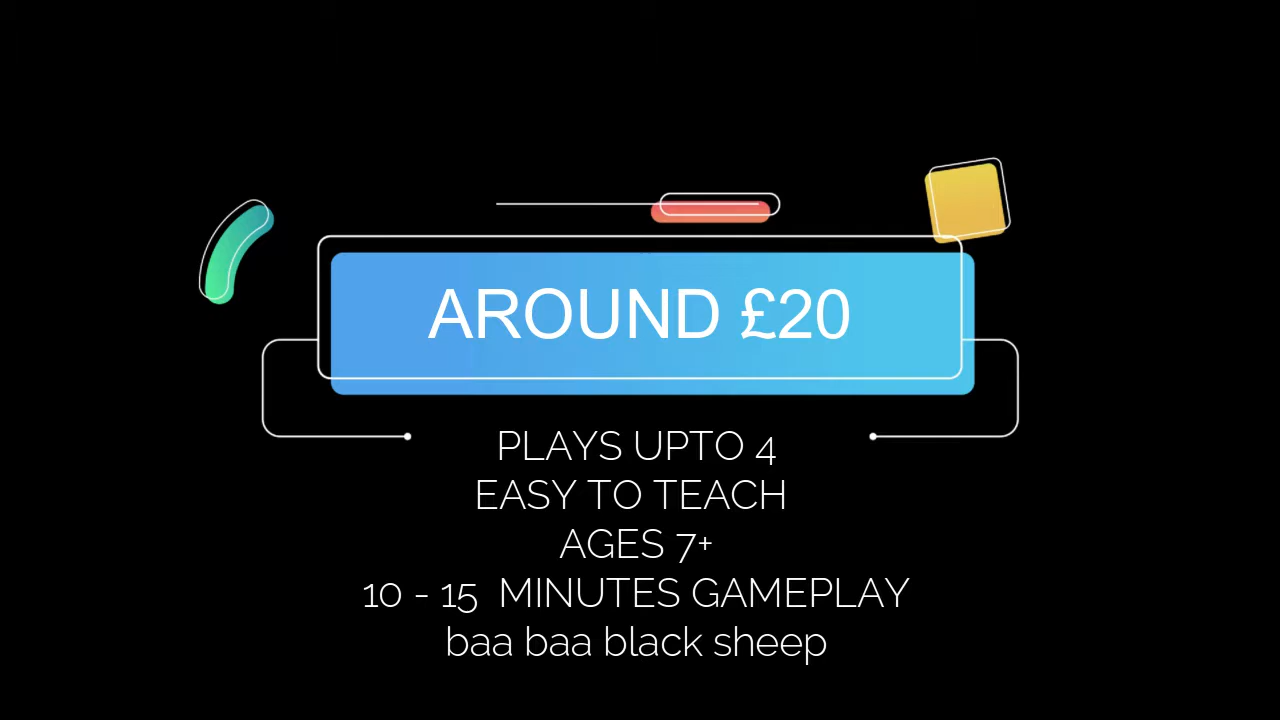 AROUND £20
PLAYS UPTO 4
EASY TO TEACH
AGES 7+
10 - 15  MINUTES GAMEPLAY
baa baa black sheep